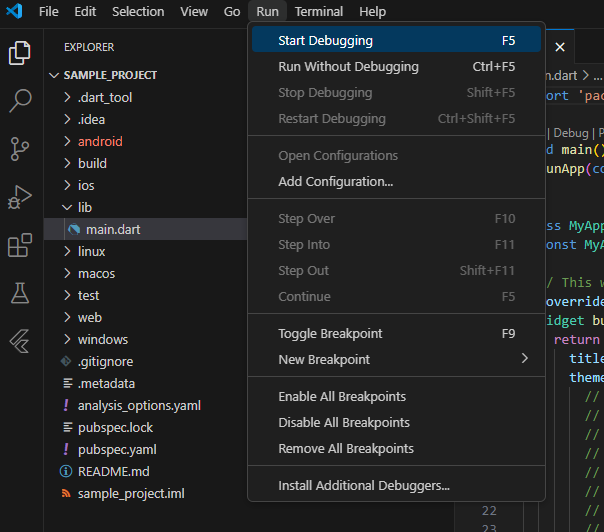 File Edit Selection View Go Run Terminal Help
EXPLORER
SAMPLE_PROJECT
.dart_tool
.idea
android
build
ios
lib
main.dart
linux
macos
test
web
windows
.gitignore
.metadata
analysis_options.yaml
pubspec.lock
pubspec.yaml
README.md
sample_project.iml
Start Debugging F5
Run Without Debugging Ctrl+F5
Stop Debugging Shift+F5
Restart Debugging Ctrl+Shift+F5
Open Configurations
Add Configuration...
Step Over F10
Step Into F11
Step Out Shift+F11
Continue F5
Toggle Breakpoint F9
New Breakpoint
Enable All Breakpoints
Disable All Breakpoints
Remove All Breakpoints
Install Additional Debuggers...
n.dart > ...
ort 'pac
| Debug | P
d main()
unApp(co
ss MyApp
onst MyA
/ This w
override
idget bu
return
title
theme
//
//
//
//
//
//
22 //
//